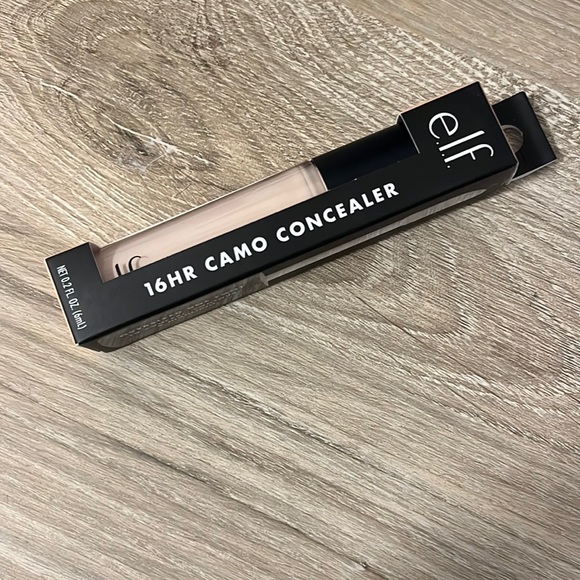 e.l.f.
16HR CAMO CONCEALER
NET 0.2 FL. OZ. (6mL)